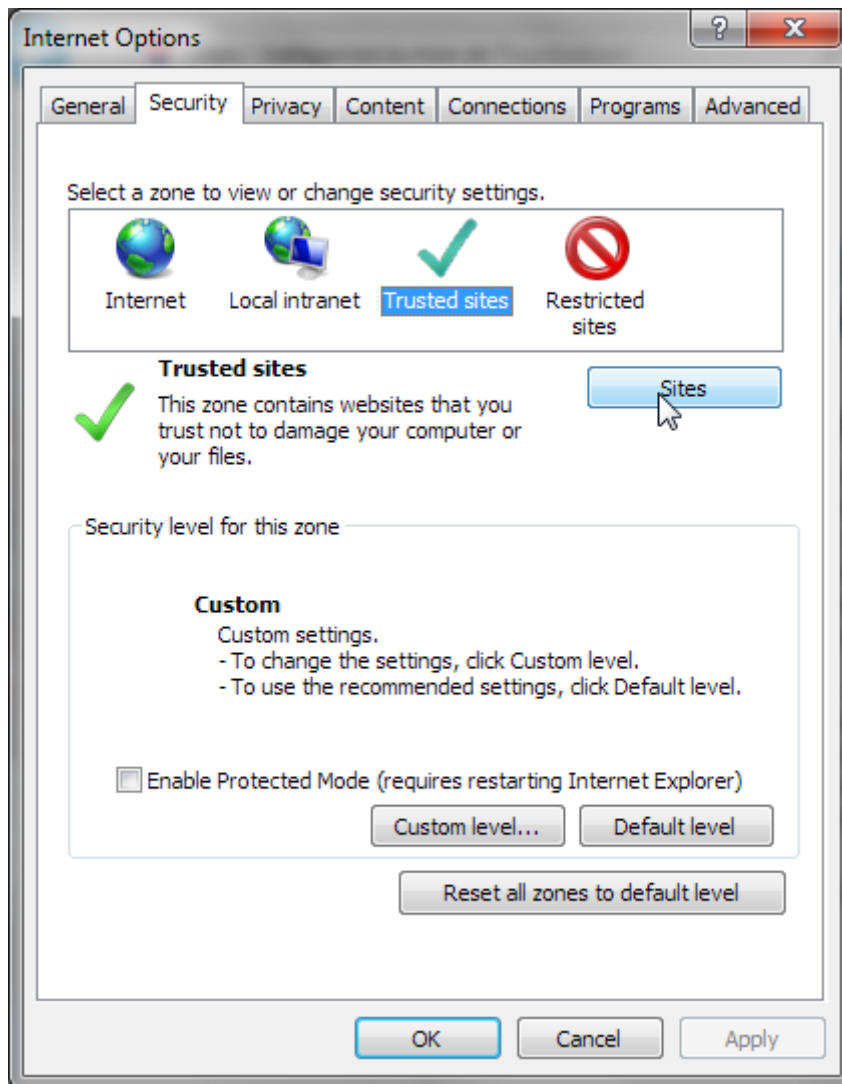 Internet Options
General Security Privacy Content Connections Programs Advanced
Select a zone to view or change security settings.
Internet Local intranet Trusted sites Restricted sites
Trusted sites
Sites
This zone contains websites that you
trust not to damage your computer or
your files.
Security level for this zone
Custom
Custom settings.
- To change the settings, click Custom level.
- To use the recommended settings, click Default level.
Enable Protected Mode (requires restarting Internet Explorer)
Custom level... Default level
Reset all zones to default level
OK Cancel Apply